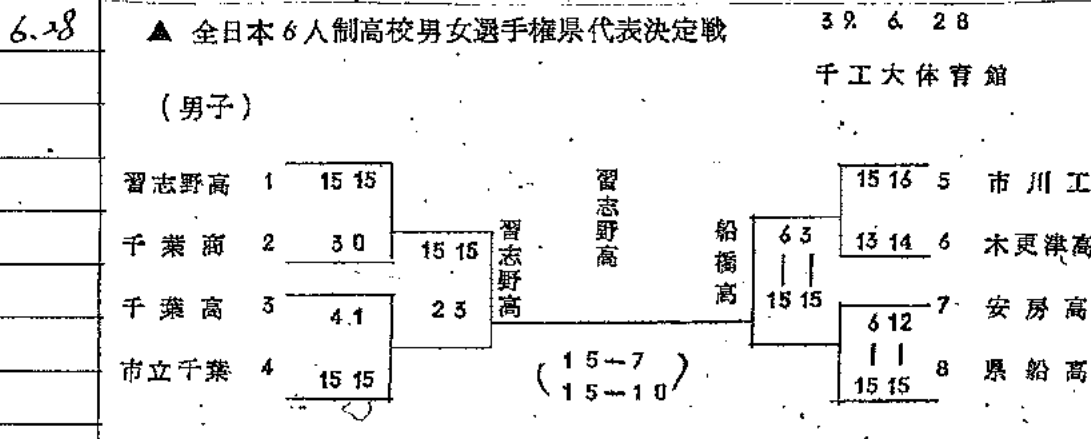 6.28
▲ 全日本6人制高校男女選手権県代表決定戦
39. 6. 28
千工大体育館
(男子)
習志野高 1 15 15
千葉商 2 3 0
千葉高 3 4 1
市立千葉 4 15 15
15 15
2 3
習志野高
習志野高
(15-7
15-10)
船橋高
6 3
| |
15 15
15 16 5 市川工
13 14 6 木更津高
6 12 7 安房高
| |
15 15 8 県船高